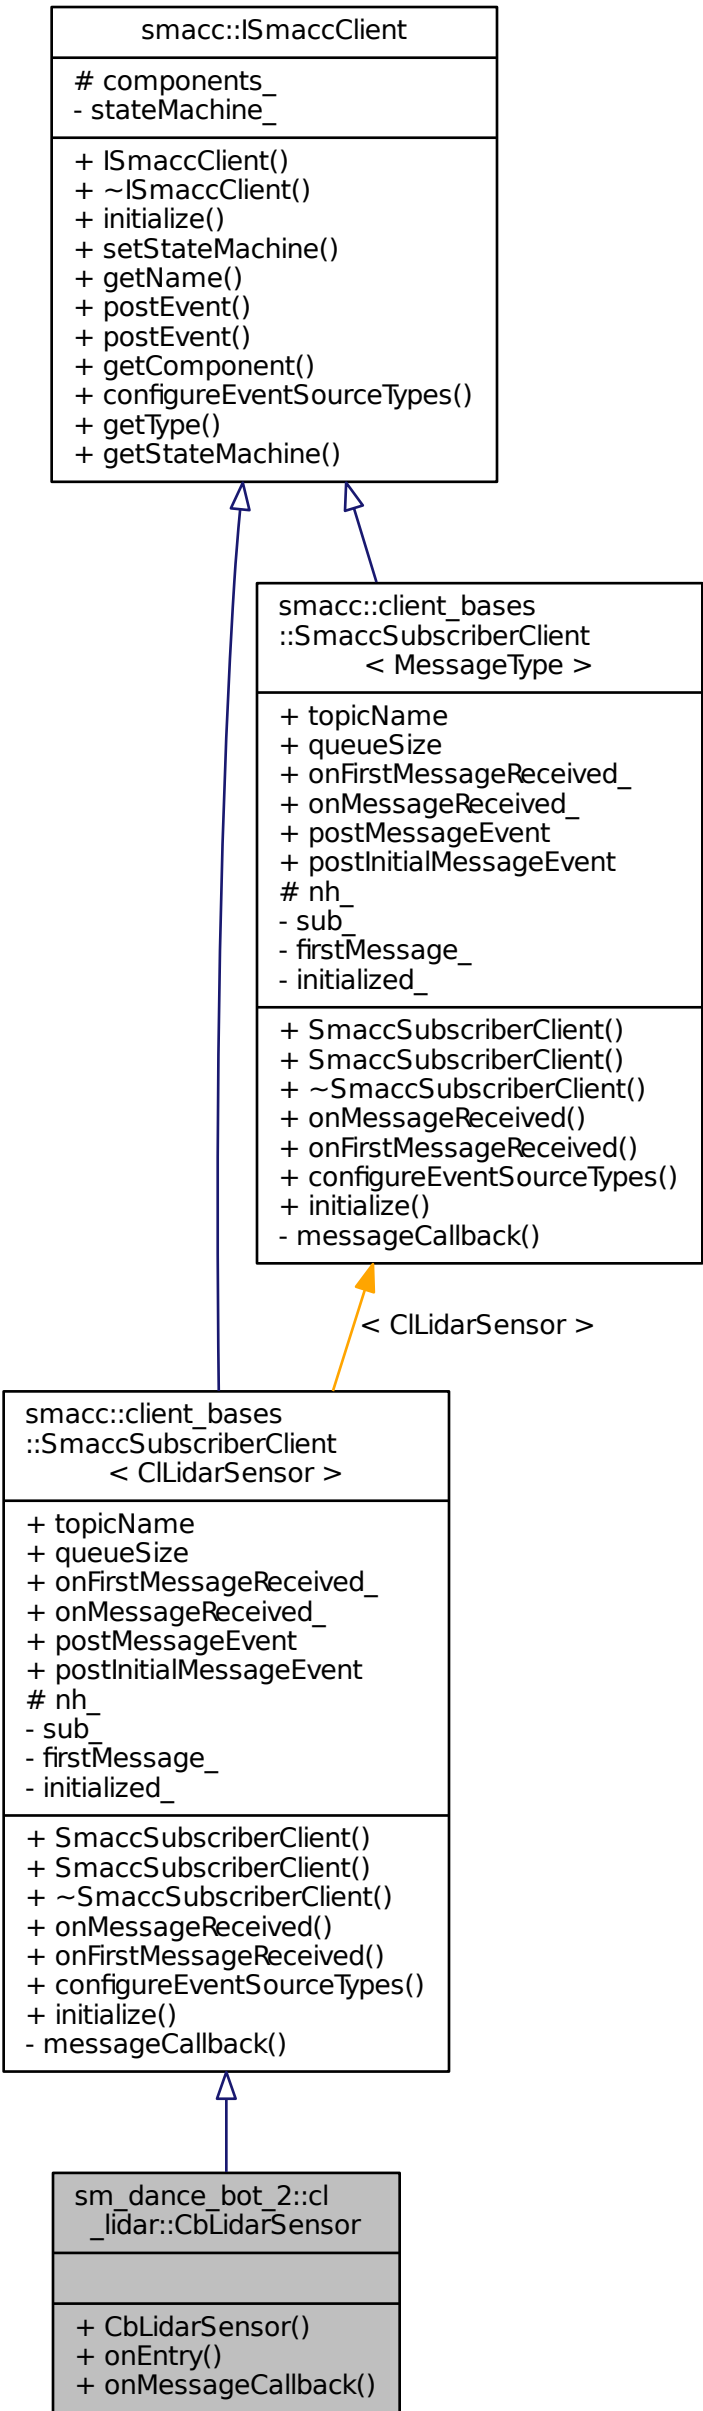 smacc::ISmaccClient
# components_
- stateMachine_
+ ISmaccClient()
+ ~ISmaccClient()
+ initialize()
+ setStateMachine()
+ getName()
+ postEvent()
+ postEvent()
+ getComponent()
+ configureEventSourceTypes()
+ getType()
+ getStateMachine()
smacc::client_bases
::SmaccSubscriberClient
< MessageType >
+ topicName
+ queueSize
+ onFirstMessageReceived_
+ onMessageReceived_
+ postMessageEvent
+ postInitialMessageEvent
# nh_
- sub_
- firstMessage_
- initialized_
+ SmaccSubscriberClient()
+ SmaccSubscriberClient()
+ ~SmaccSubscriberClient()
+ onMessageReceived()
+ onFirstMessageReceived()
+ configureEventSourceTypes()
+ initialize()
- messageCallback()
< ClLidarSensor >
smacc::client_bases
::SmaccSubscriberClient
< ClLidarSensor >
+ topicName
+ queueSize
+ onFirstMessageReceived_
+ onMessageReceived_
+ postMessageEvent
+ postInitialMessageEvent
# nh_
- sub_
- firstMessage_
- initialized_
+ SmaccSubscriberClient()
+ SmaccSubscriberClient()
+ ~SmaccSubscriberClient()
+ onMessageReceived()
+ onFirstMessageReceived()
+ configureEventSourceTypes()
+ initialize()
- messageCallback()
sm_dance_bot_2::cl
_lidar::CbLidarSensor
+ CbLidarSensor()
+ onEntry()
+ onMessageCallback()